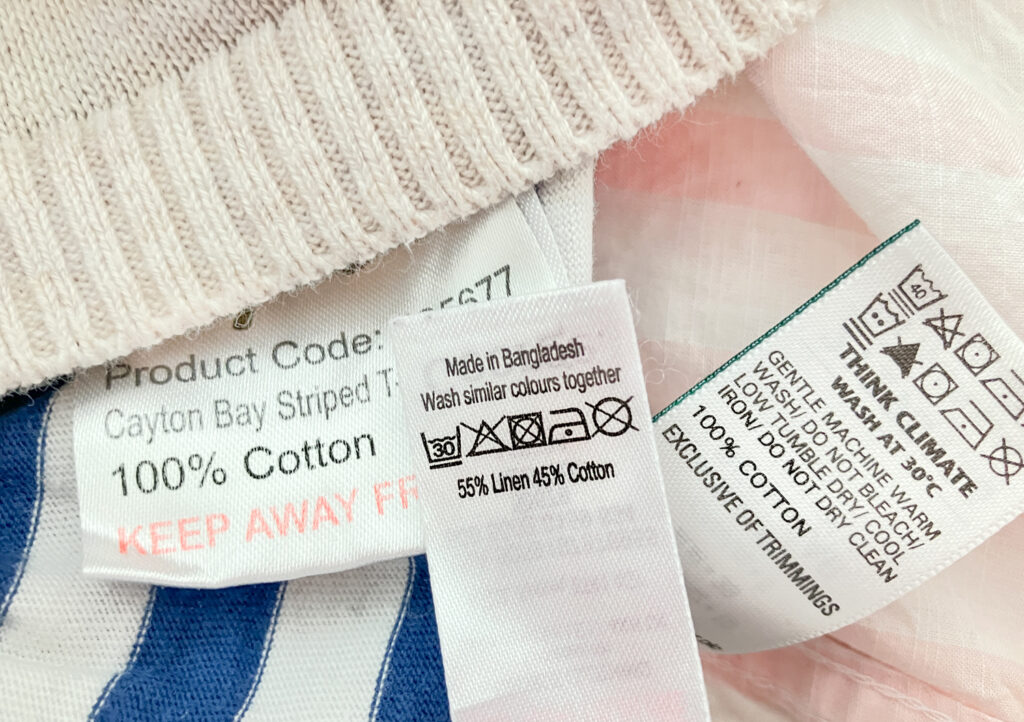 5677
Product Code:
Cayton Bay Striped T-
100% Cotton
KEEP AWAY FR
Made in Bangladesh
Wash similar colours together
30
55% Linen 45% Cotton
40
THINK CLIMATE
WASH AT 30°C
GENTLE MACHINE WARM
WASH/ DO NOT BLEACH/
LOW TUMBLE DRY/ COOL
IRON/ DO NOT DRY CLEAN
100% COTTON
EXCLUSIVE OF TRIMMINGS